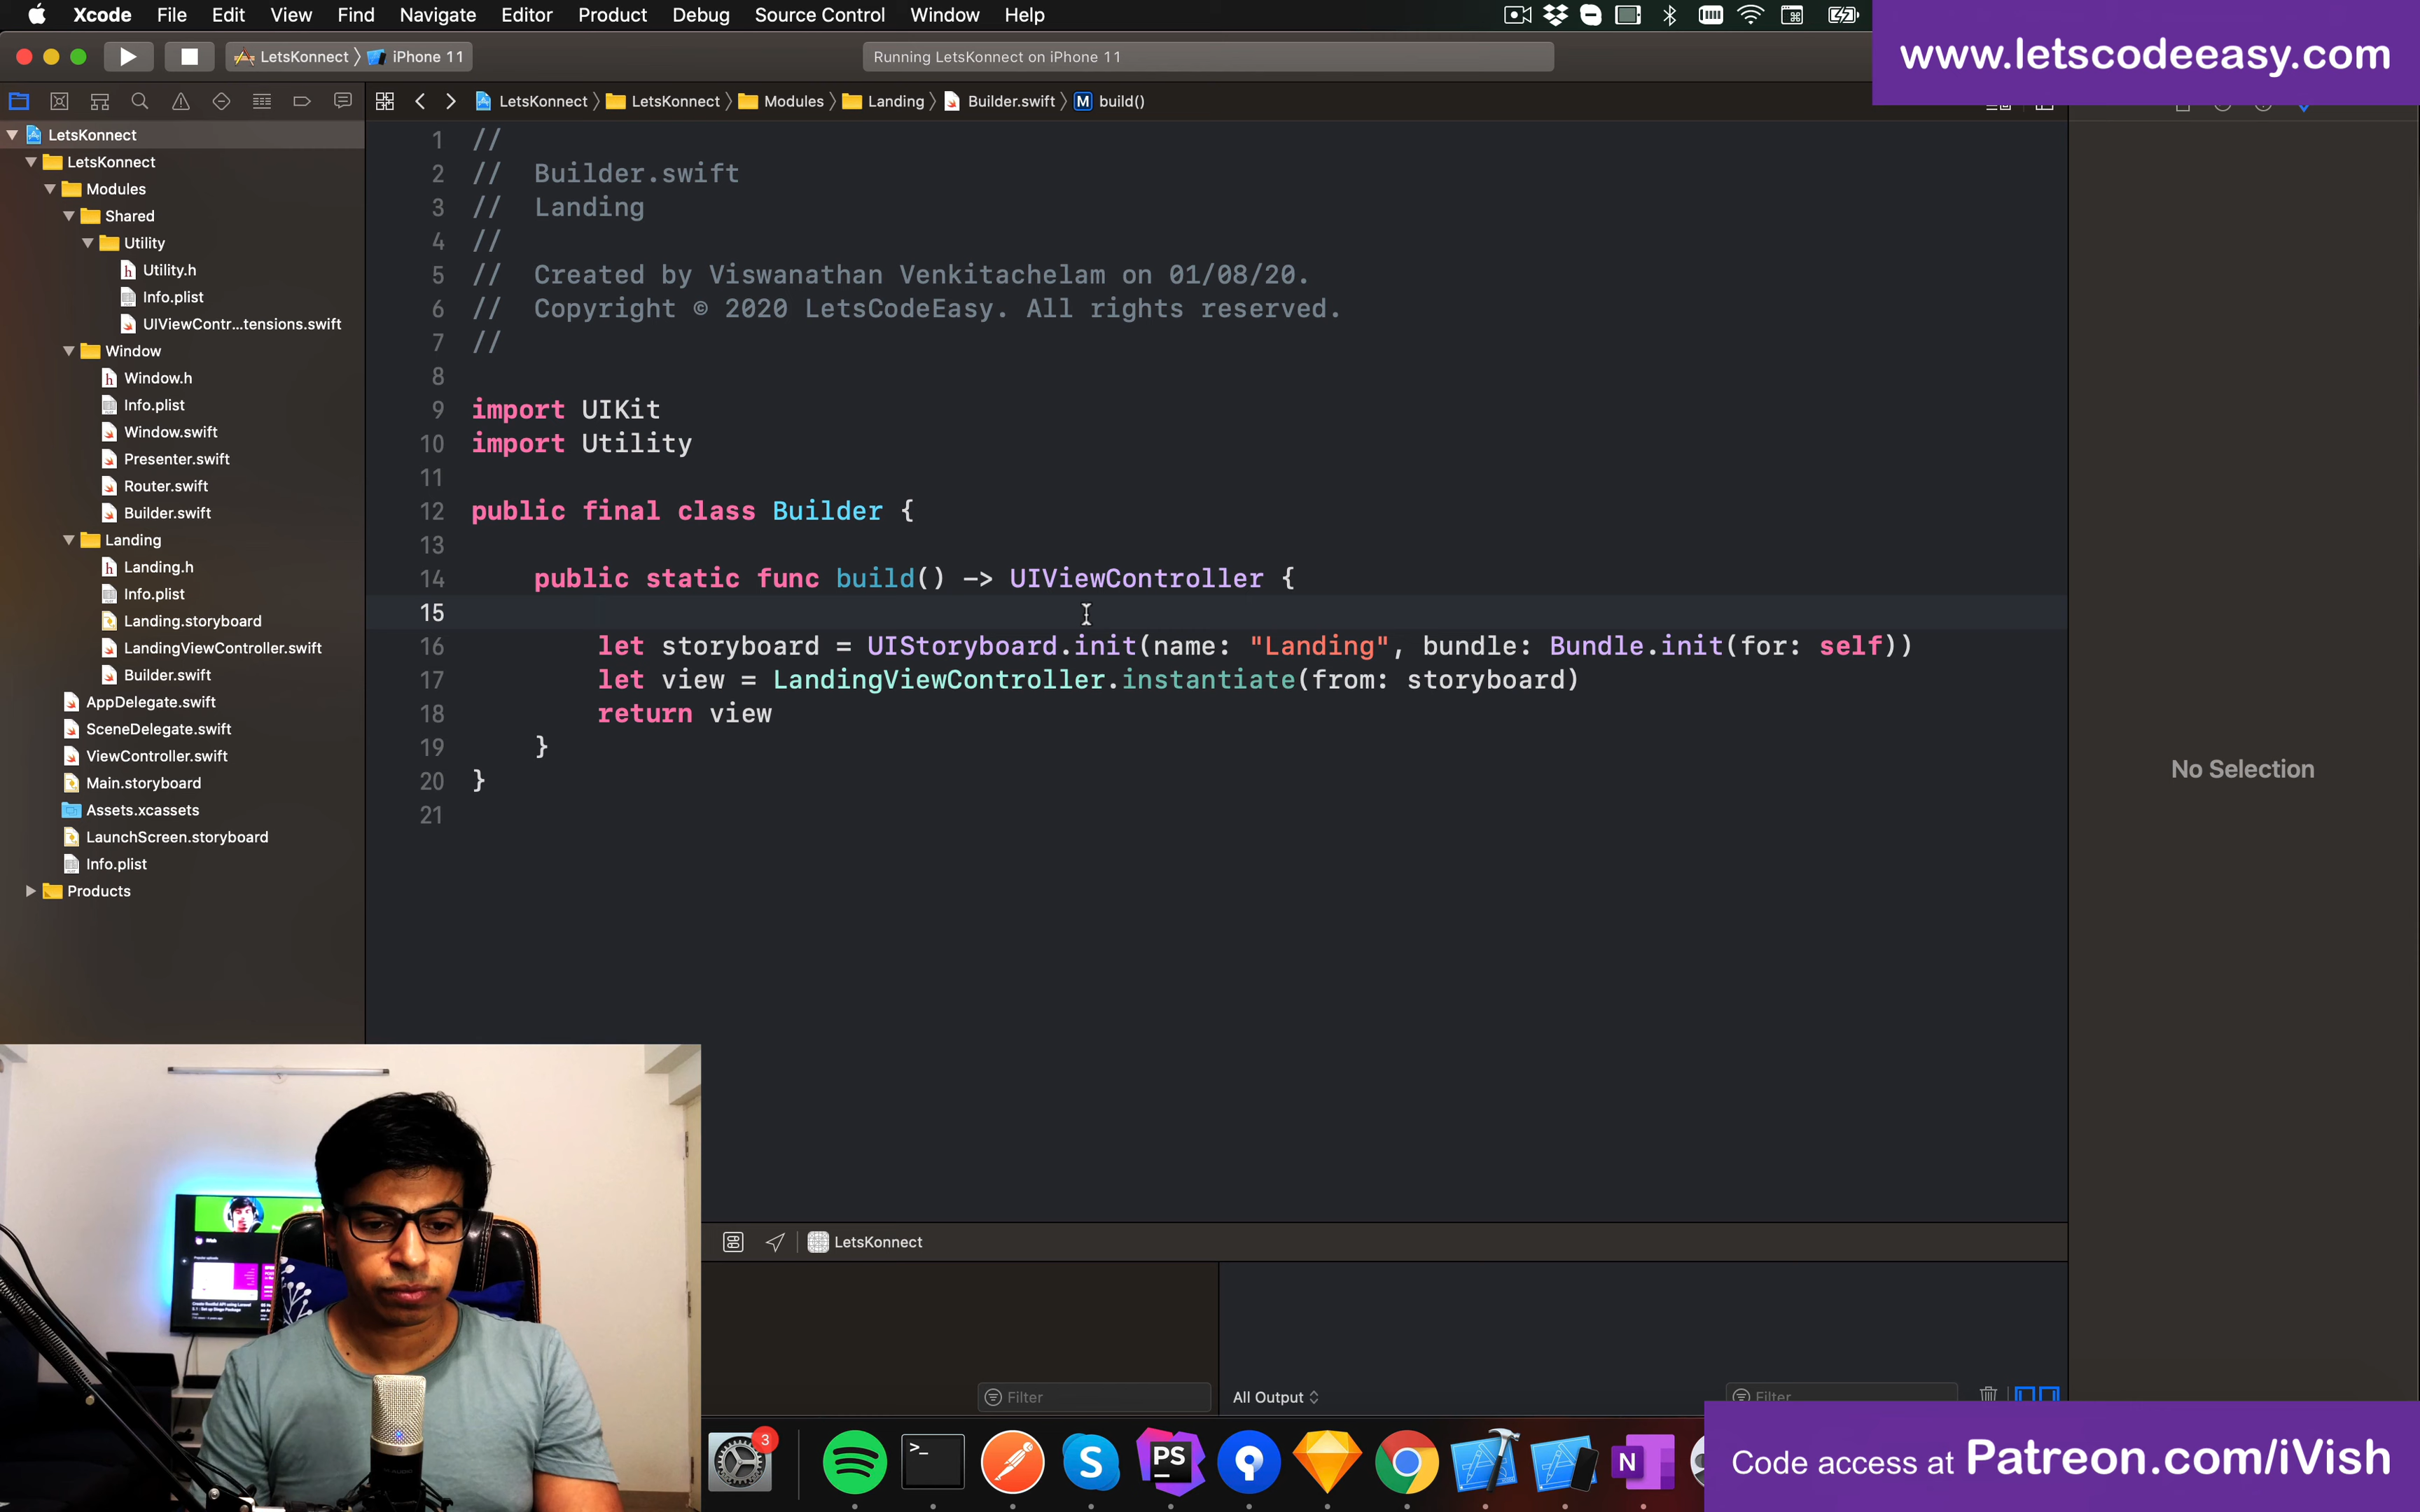 Xcode File Edit View Find Navigate Editor Product Debug Source Control Window Help
www.letscodeeasy.com
LetsKonnect iPhone 11
Running LetsKonnect on iPhone 11
LetsKonnect LetsKonnect Modules Landing Builder.swift M build()
LetsKonnect
LetsKonnect
Modules
Shared
Utility
Utility.h
Info.plist
UIViewContr...tensions.swift
Window
Window.h
Info.plist
Window.swift
Presenter.swift
Router.swift
Builder.swift
Landing
Landing.h
Info.plist
Landing.storyboard
LandingViewController.swift
Builder.swift
AppDelegate.swift
SceneDelegate.swift
ViewController.swift
Main.storyboard
Assets.xcassets
LaunchScreen.storyboard
Info.plist
Products
1 //
2 // Builder.swift
3 // Landing
4 //
5 // Created by Viswanathan Venkitachelam on 01/08/20.
6 // Copyright © 2020 LetsCodeEasy. All rights reserved.
7 //
8
9 import UIKit
10 import Utility
11
12 public final class Builder {
13
14 public static func build() -> UIViewController {
15
16 let storyboard = UIStoryboard.init(name: "Landing", bundle: Bundle.init(for: self))
17 let view = LandingViewController.instantiate(from: storyboard)
18 return view
19 }
20 }
21
No Selection
LetsKonnect
Filter
All Output
Filter
3
S
PS
N
Code access at Patreon.com/iVish